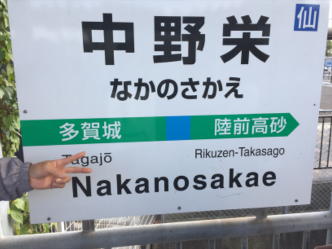 仙
中野栄
なかのさかえ
多賀城 陸前高砂
Tagajō Rikuzen-Takasago
Nakanosakae